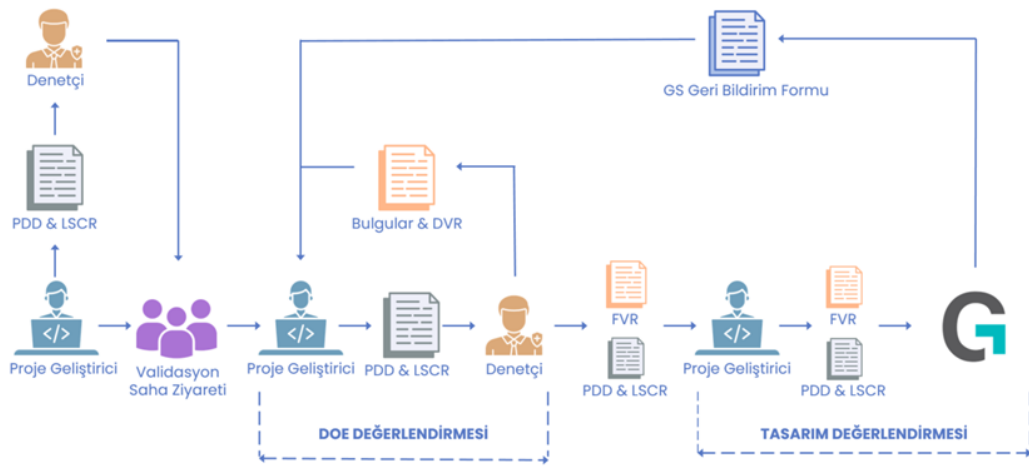 Denetçi
GS Geri Bildirim Formu
PDD & LSCR
Bulgular & DVR
Proje Geliştirici
Validasyon
Saha Ziyareti
Proje Geliştirici
PDD & LSCR
Denetçi
FVR
PDD & LSCR
Proje Geliştirici
FVR
PDD & LSCR
DOE DEĞERLENDİRMESİ
TASARIM DEĞERLENDİRMESİ